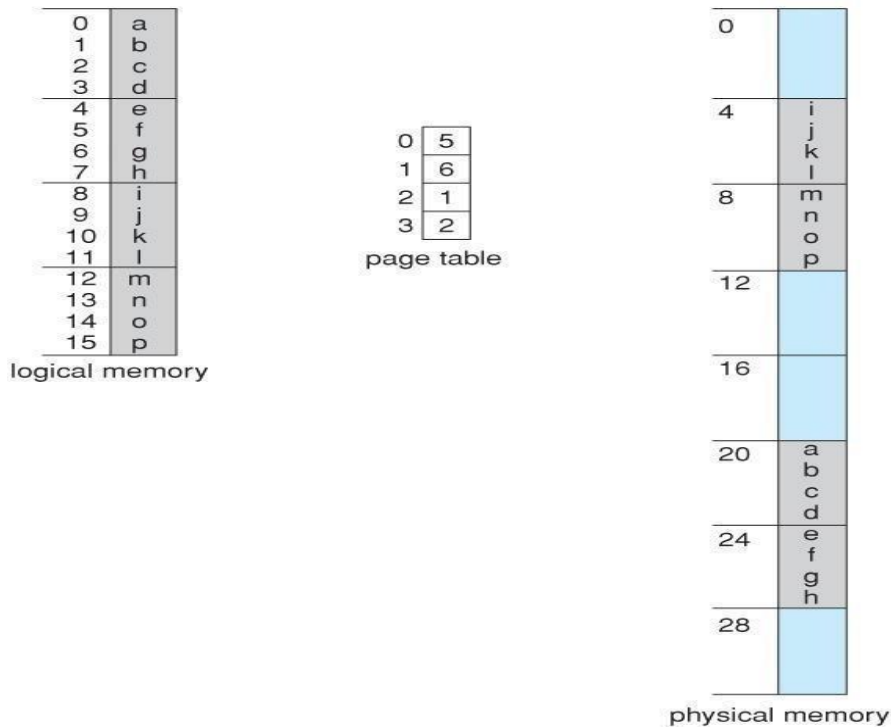 0 a
1 b
2 c
3 d
4 e
5 f
6 g
7 h
8 i
9 j
10 k
11 l
12 m
13 n
14 o
15 p
logical memory
0 5
1 6
2 1
3 2
page table
0
4 i
j
k
l
8 m
n
o
p
12
16
20 a
b
c
d
24 e
f
g
h
28
physical memory